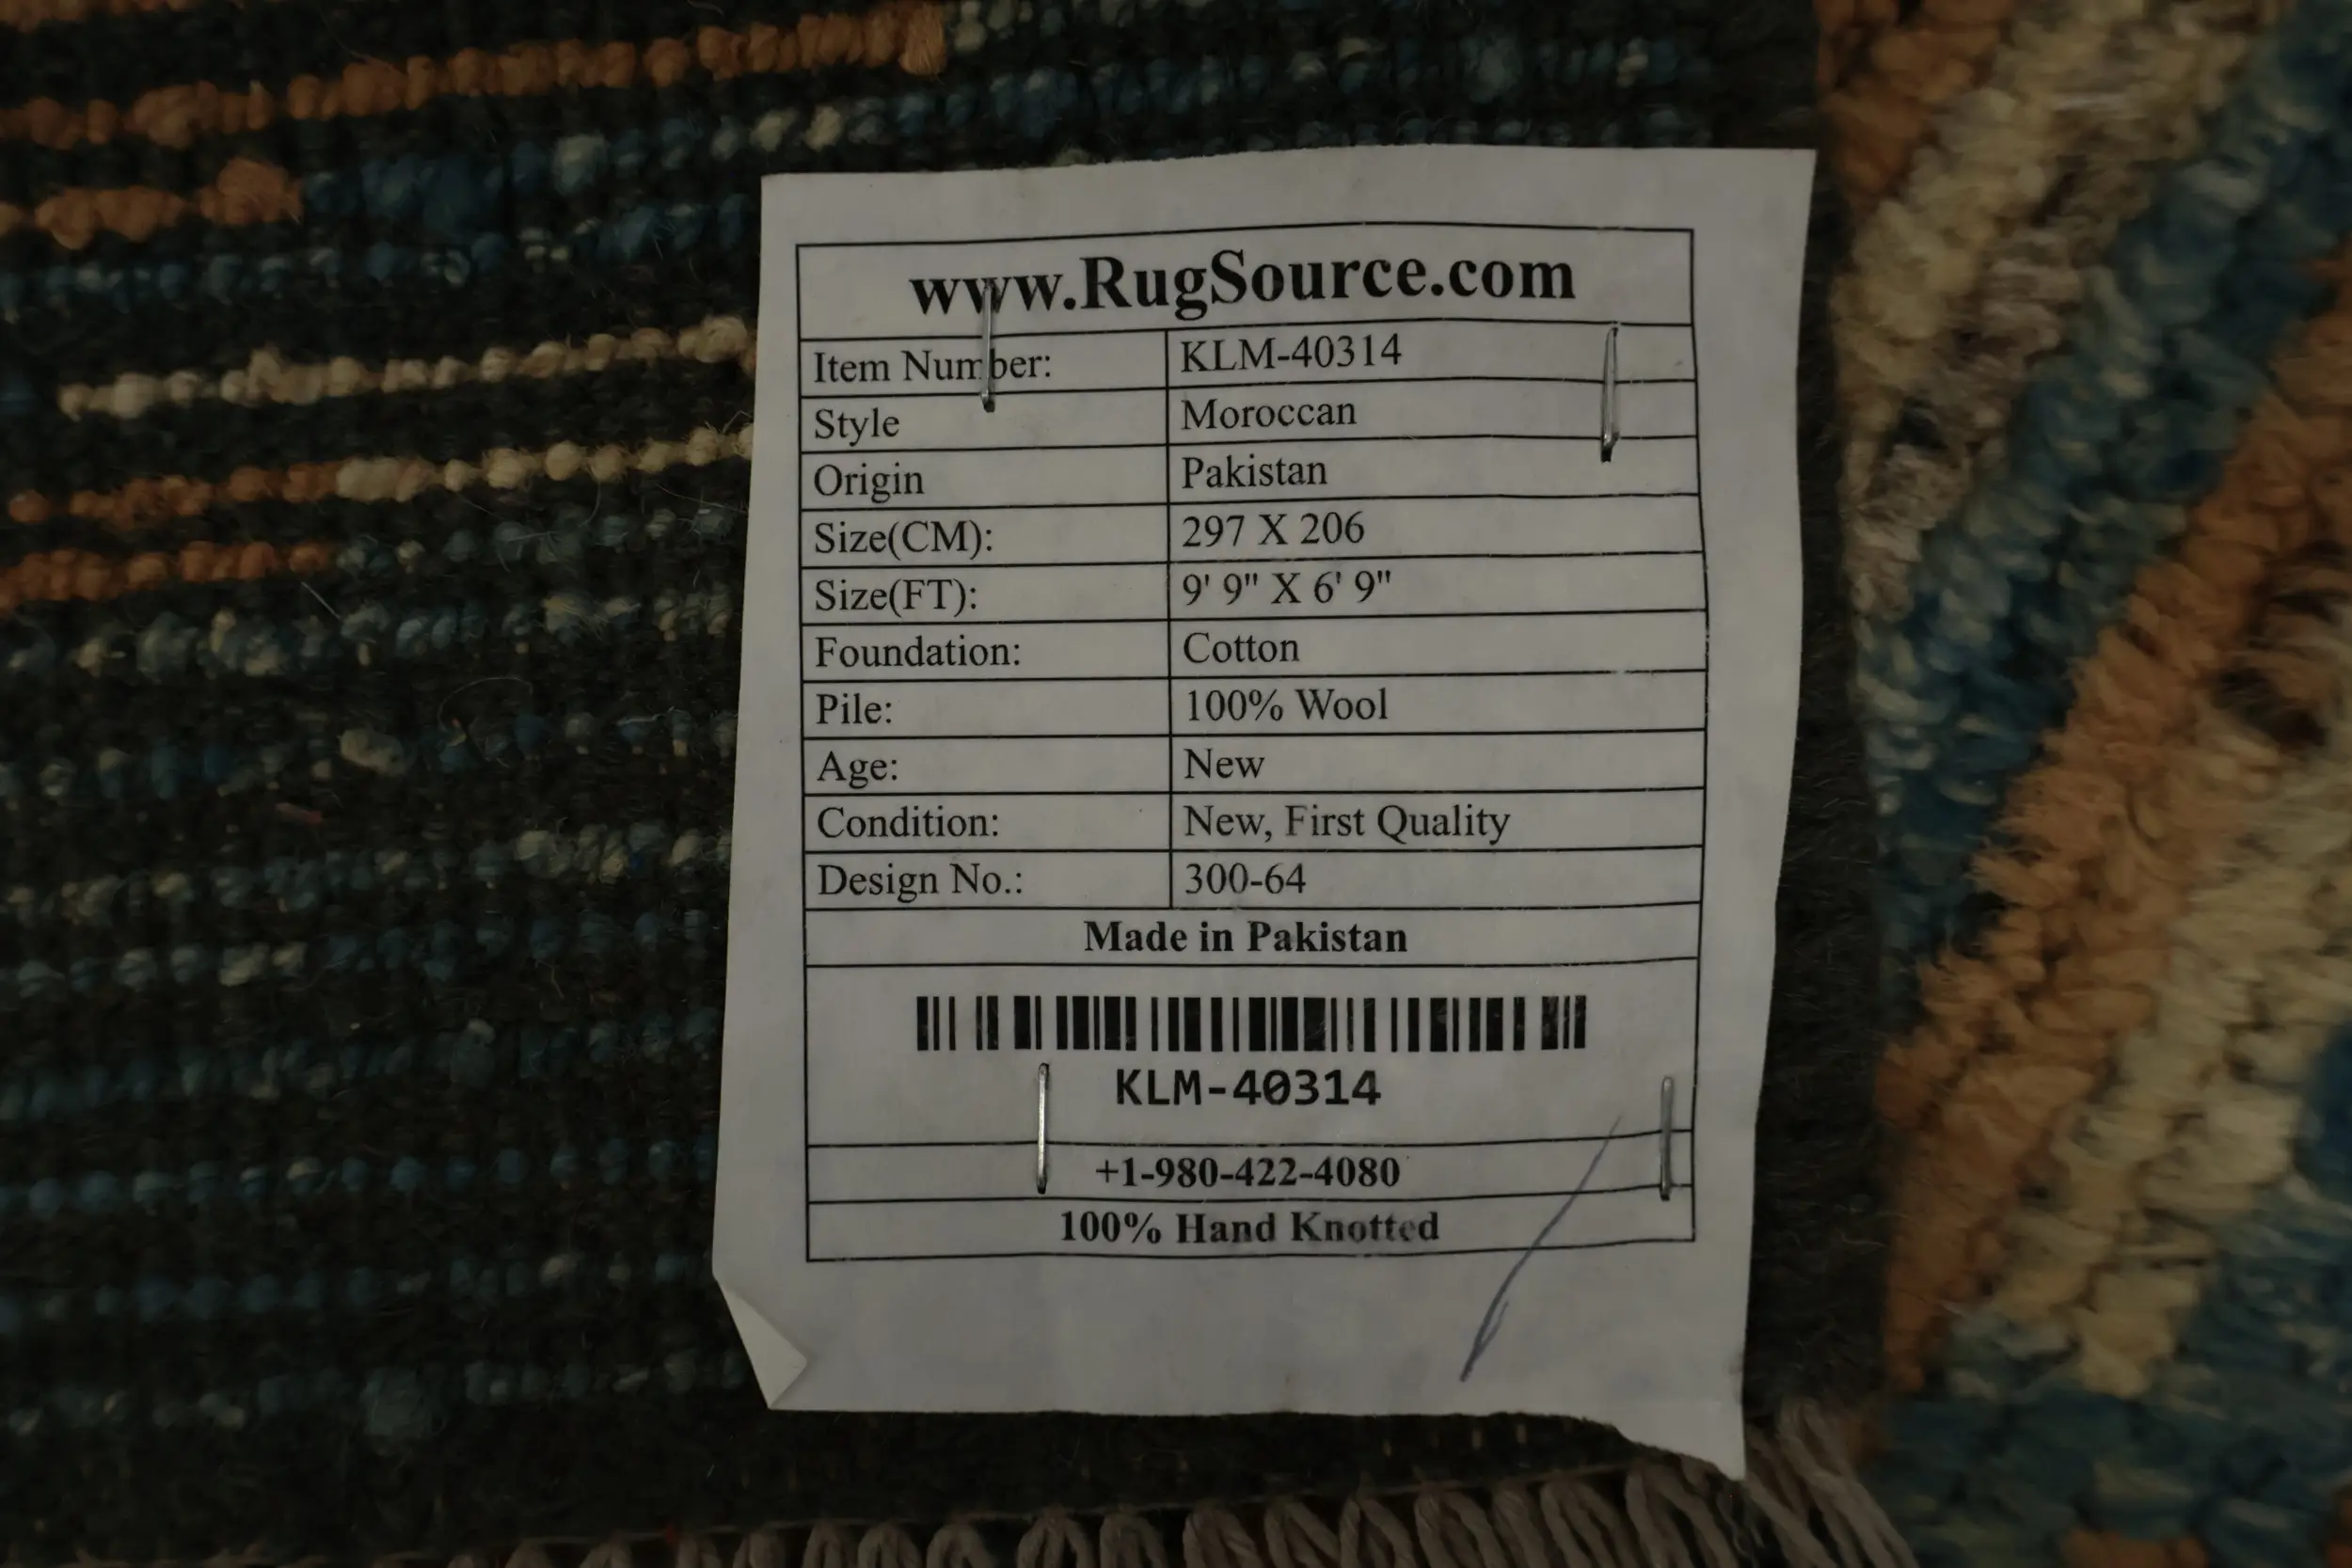 www.RugSource.com
Item Number: KLM-40314
Style Moroccan
Origin Pakistan
Size(CM): 297 X 206
Size(FT): 9' 9" X 6' 9"
Foundation: Cotton
Pile: 100% Wool
Age: New
Condition: New, First Quality
Design No.: 300-64
Made in Pakistan
KLM-40314
+1-980-422-4080
100% Hand Knotted